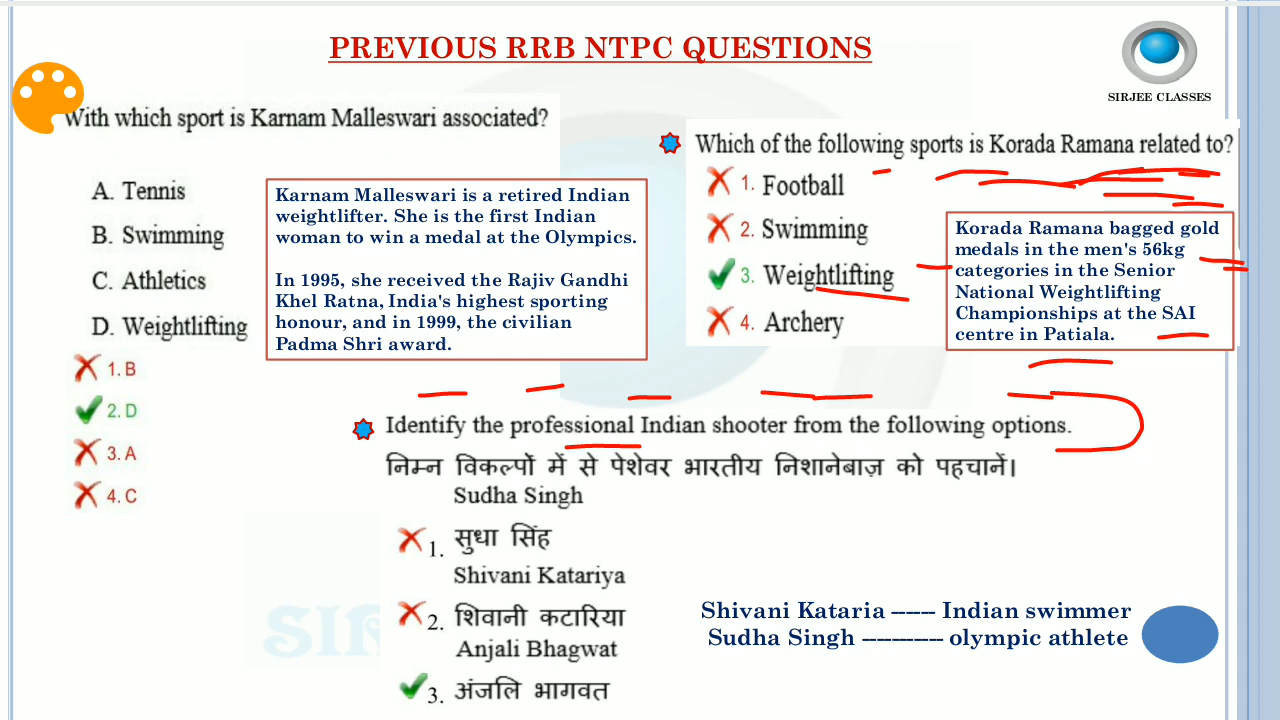 PREVIOUS RRB NTPC QUESTIONS
SIRJEE CLASSES
With which sport is Karnam Malleswari associated?
A. Tennis
B. Swimming
C. Athletics
D. Weightlifting
1. B
2. D
3. A
4. C
Karnam Malleswari is a retired Indian
weightlifter. She is the first Indian
woman to win a medal at the Olympics.
In 1995, she received the Rajiv Gandhi
Khel Ratna, India's highest sporting
honour, and in 1999, the civilian
Padma Shri award.
Which of the following sports is Korada Ramana related to?
1. Football
2. Swimming
3. Weightlifting
4. Archery
Korada Ramana bagged gold
medals in the men's 56kg
categories in the Senior
National Weightlifting
Championships at the SAI
centre in Patiala.
Identify the professional Indian shooter from the following options.
निम्न विकल्पों में से पेशेवर भारतीय निशानेबाज़ को पहचानें।
Sudha Singh
1. सुधा सिंह
Shivani Katariya
2. शिवानी कटारिया
Anjali Bhagwat
3. अंजलि भागवत
Shivani Kataria ------ Indian swimmer
Sudha Singh ----------- olympic athlete
SIR